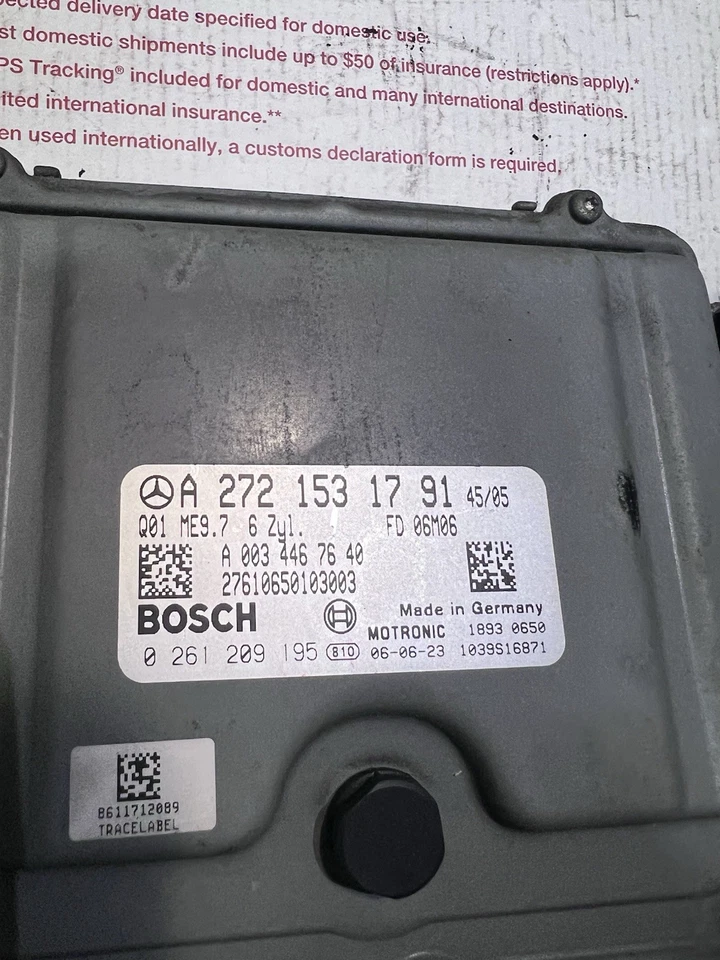 ected delivery date specified for domestic use.
st domestic shipments include up to $50 of insurance (restrictions apply).*
PS Tracking® included for domestic and many international destinations.
ited international insurance.**
en used internationally, a customs declaration form is required.
A 272 153 17 91 45/05
Q01 ME9.7 6 Zyl. FD 06M06
A 003 446 76 40
27610650103003
BOSCH Made in Germany
MOTRONIC 1893 0650
0 261 209 195 B10 06-06-23 1039S16871
8611712089
TRACELABEL